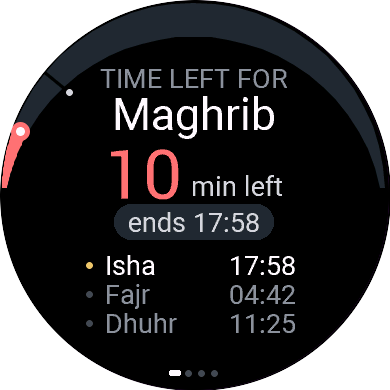 TIME LEFT FOR
Maghrib
10 min left
ends 17:58
Isha 17:58
Fajr 04:42
Dhuhr 11:25